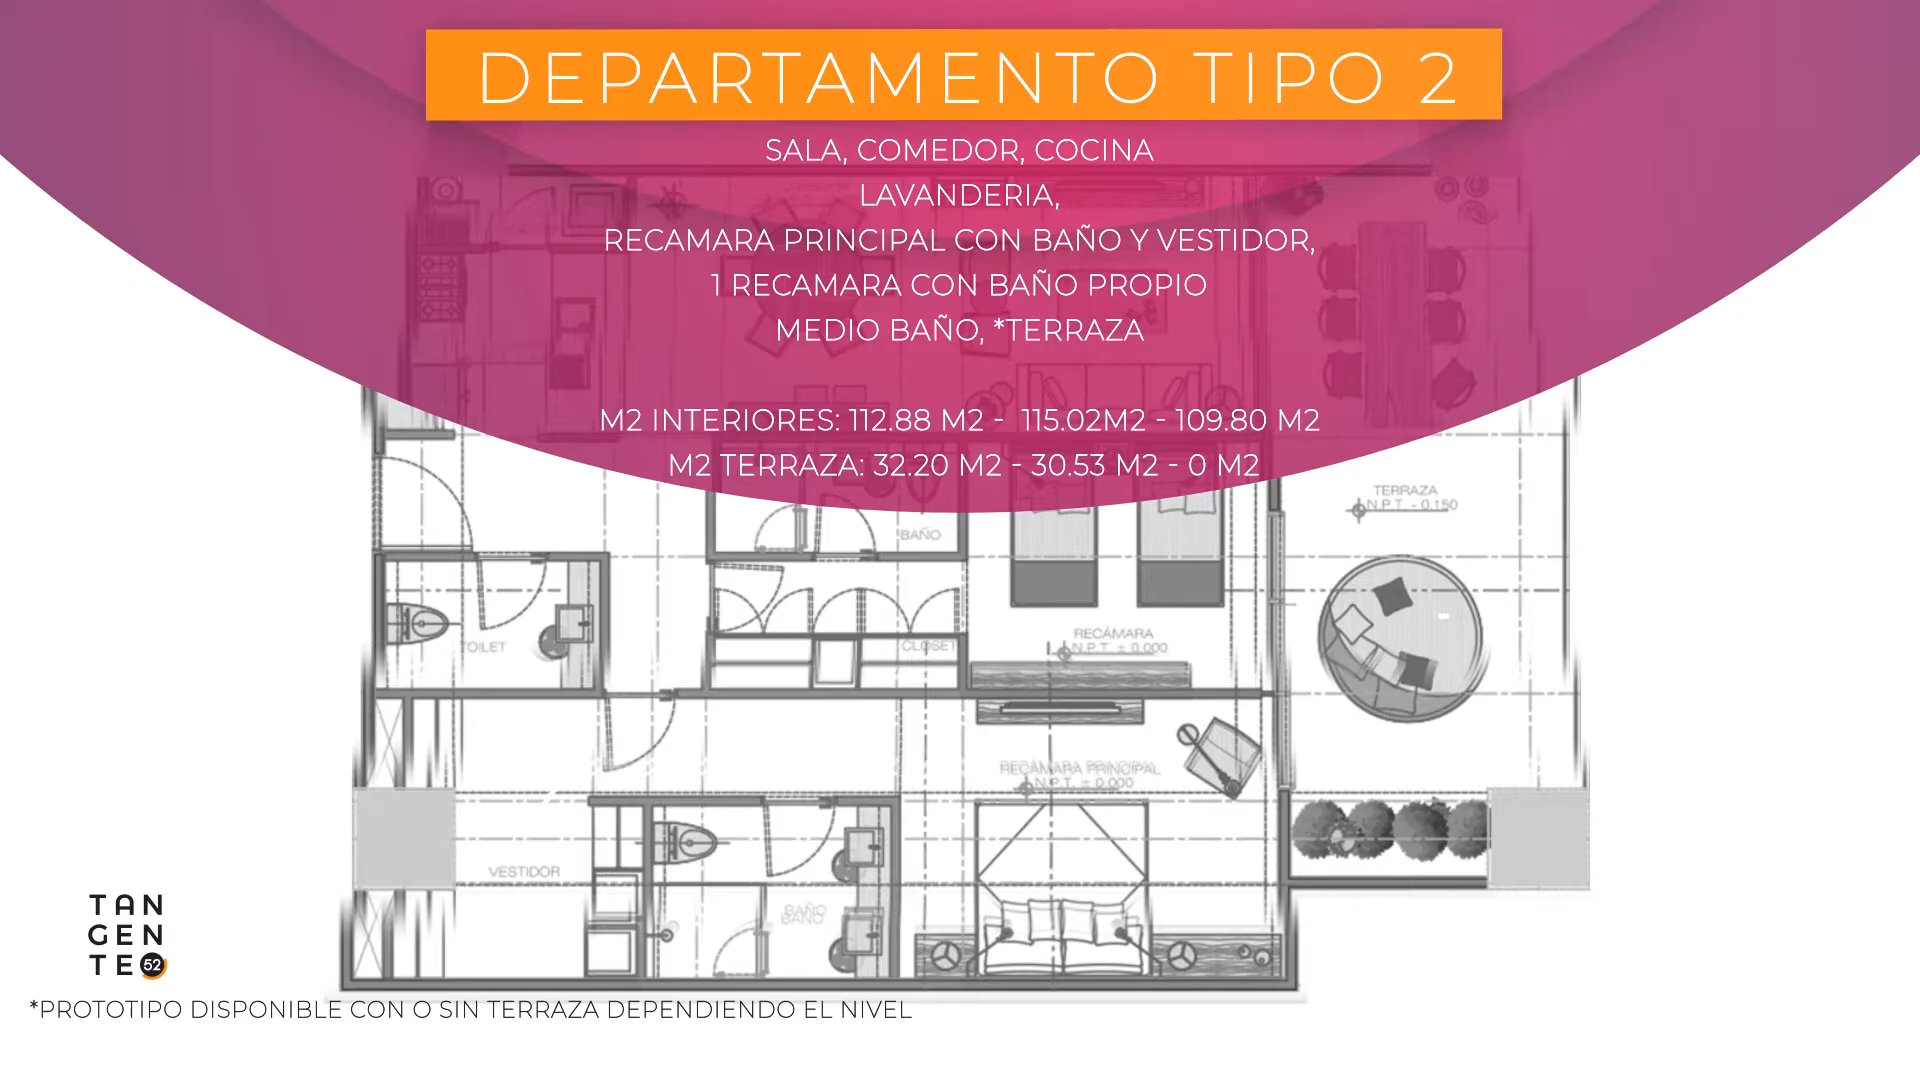 DEPARTAMENTO TIPO 2
SALA, COMEDOR, COCINA
LAVANDERIA,
RECAMARA PRINCIPAL CON BAÑO Y VESTIDOR,
1 RECAMARA CON BAÑO PROPIO
MEDIO BAÑO, *TERRAZA
M2 INTERIORES: 112.88 M2 - 115.02M2 - 109.80 M2
M2 TERRAZA: 32.20 M2 - 30.53 M2 - 0 M2
TERRAZA
N.P.T. - 0.150
BAÑO
RECÁMARA
N.P.T. ± 0.000
TOILET
CLOSET
RECÁMARA PRINCIPAL
N.P.T. ± 0.000
VESTIDOR
BAÑO
TAN
GEN
TE 52
*PROTOTIPO DISPONIBLE CON O SIN TERRAZA DEPENDIENDO EL NIVEL